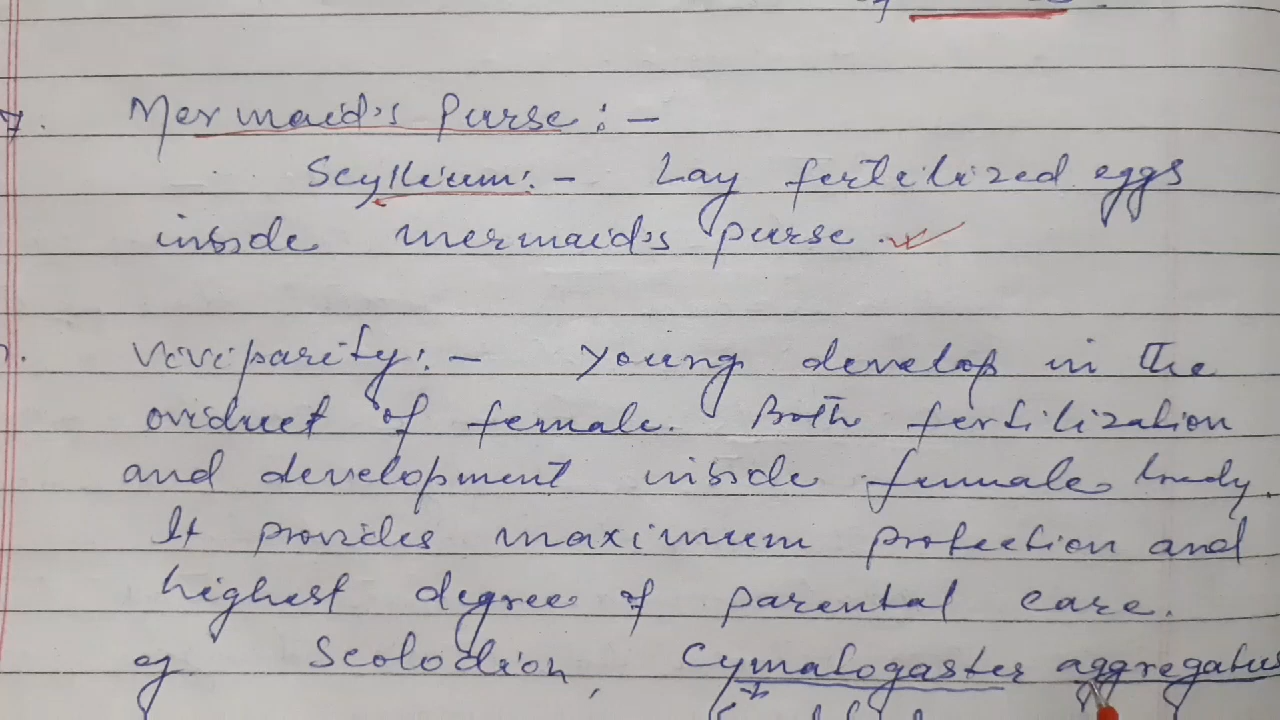 7. Mermaid's Purse :-
Scyllium :- Lay fertilized eggs
inside mermaid's purse.
Viviparity :- Young develop in the
oviduct of female. Both fertilization
and development inside female body.
It provides maximum protection and
highest degree of parental care.
eg. Scolodion, Cymatogaster aggregatus